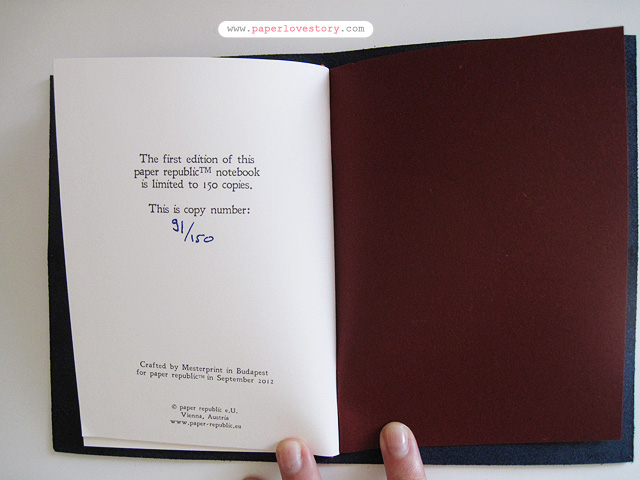 www.paperlovestory.com
The first edition of this
paper republic™ notebook
is limited to 150 copies.
This is copy number:
91/150
Crafted by Mesterprint in Budapest
for paper republic™ in September 2012
© paper republic e.U.
Vienna, Austria
www.paper-republic.eu